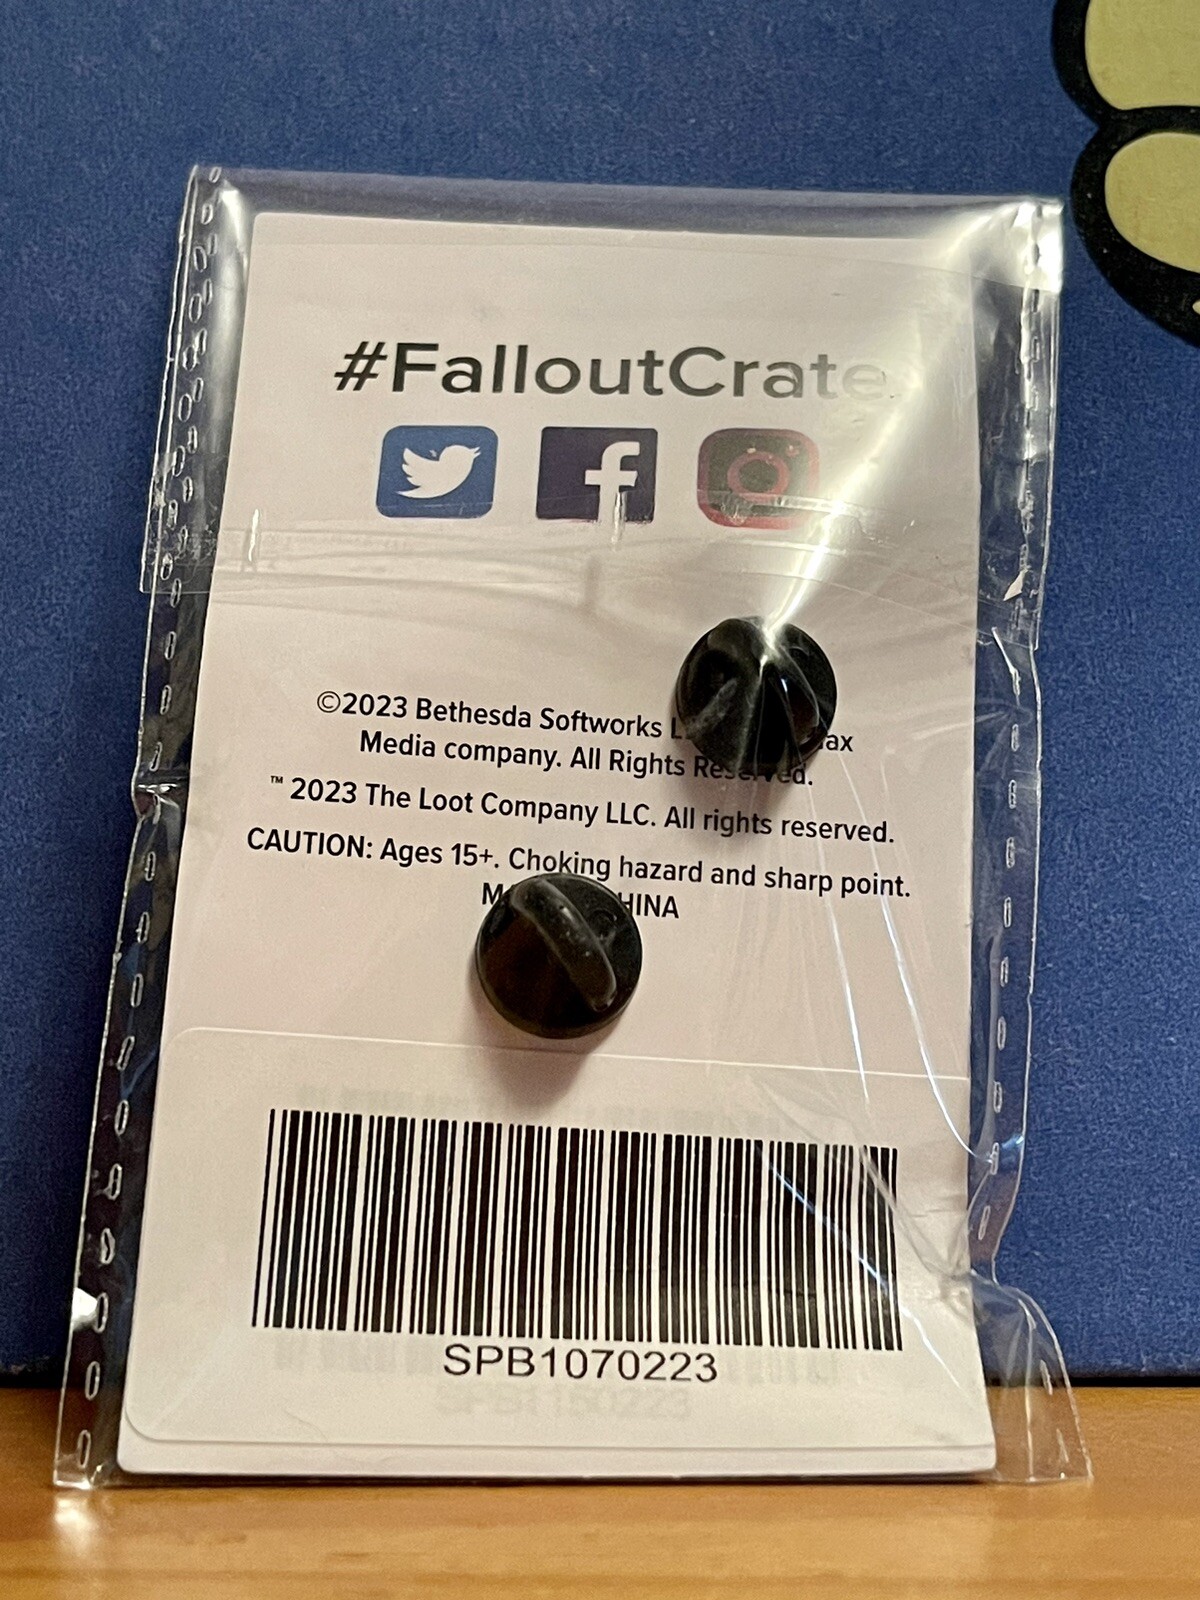 #FalloutCrate
©2023 Bethesda Softworks
Media company. All Rights Reserved.
™ 2023 The Loot Company LLC. All rights reserved.
CAUTION: Ages 15+. Choking hazard and sharp point.
SPB1070223